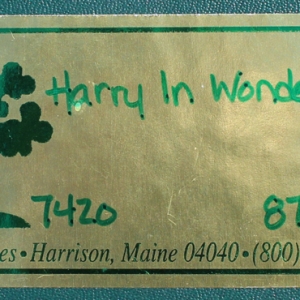 Harry In Wonde
7420 87
es • Harrison, Maine 04040 • (800)